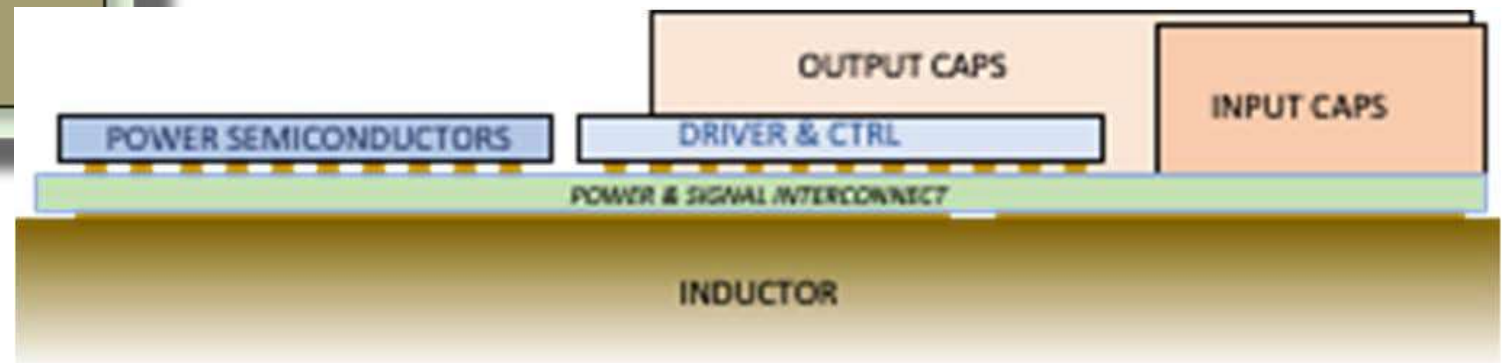 OUTPUT CAPS
INPUT CAPS
POWER SEMICONDUCTORS
DRIVER & CTRL
POWER & SIGNAL INTERCONNECT
INDUCTOR